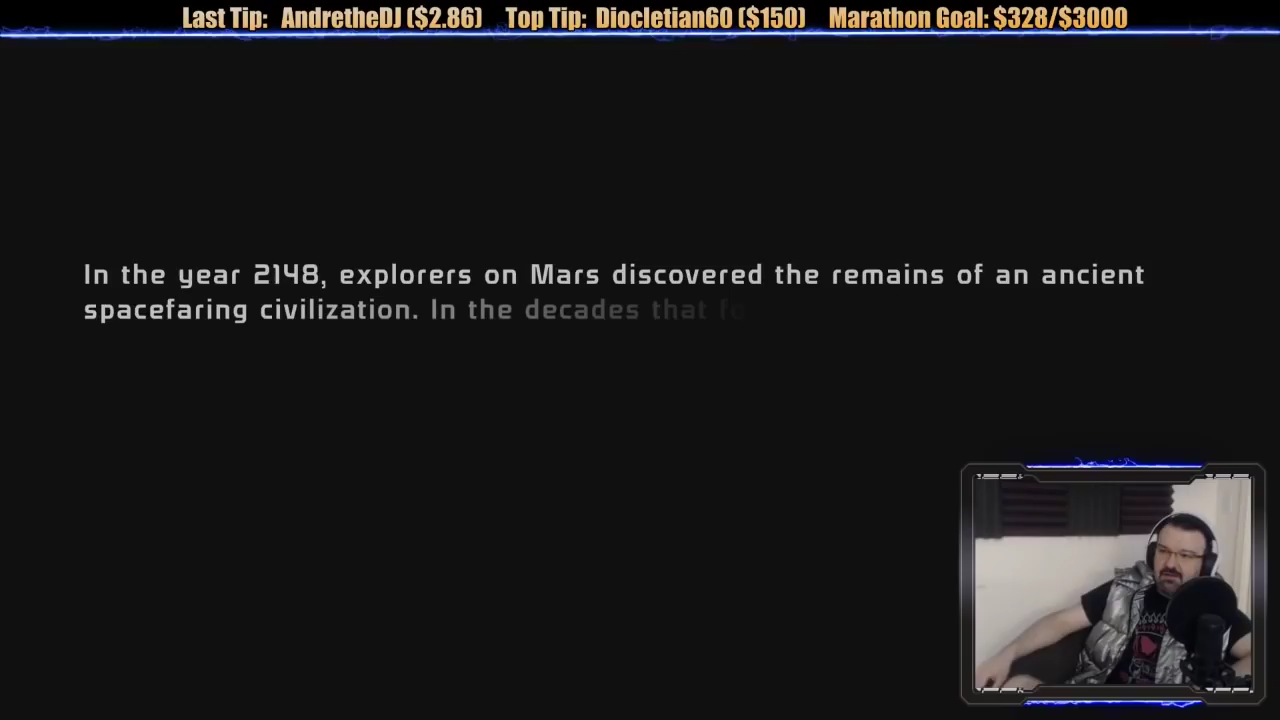 Last Tip: AndretheDJ ($2.86) Top Tip: Diocletian60 ($150) Marathon Goal: $328/$3000
In the year 2148, explorers on Mars discovered the remains of an ancient
spacefaring civilization. In the decades that fo